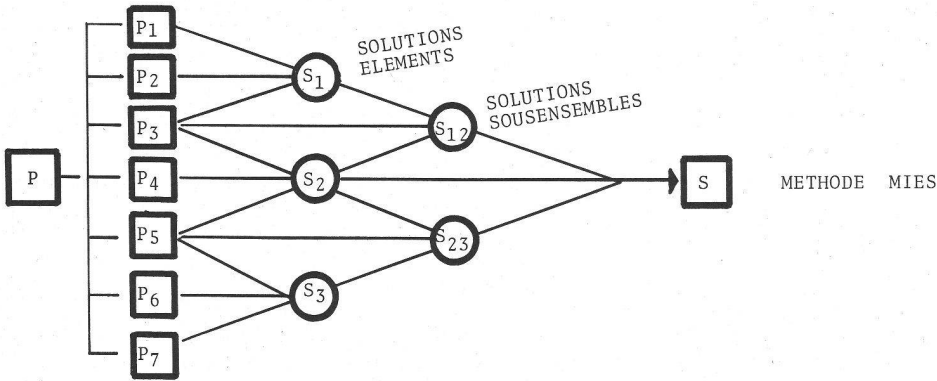 P1
SOLUTIONS
ELEMENTS
P2
S1
SOLUTIONS
SOUSENSEMBLES
P3
S12
P
P4
S2
S
METHODE MIES
P5
S23
P6
S3
P7